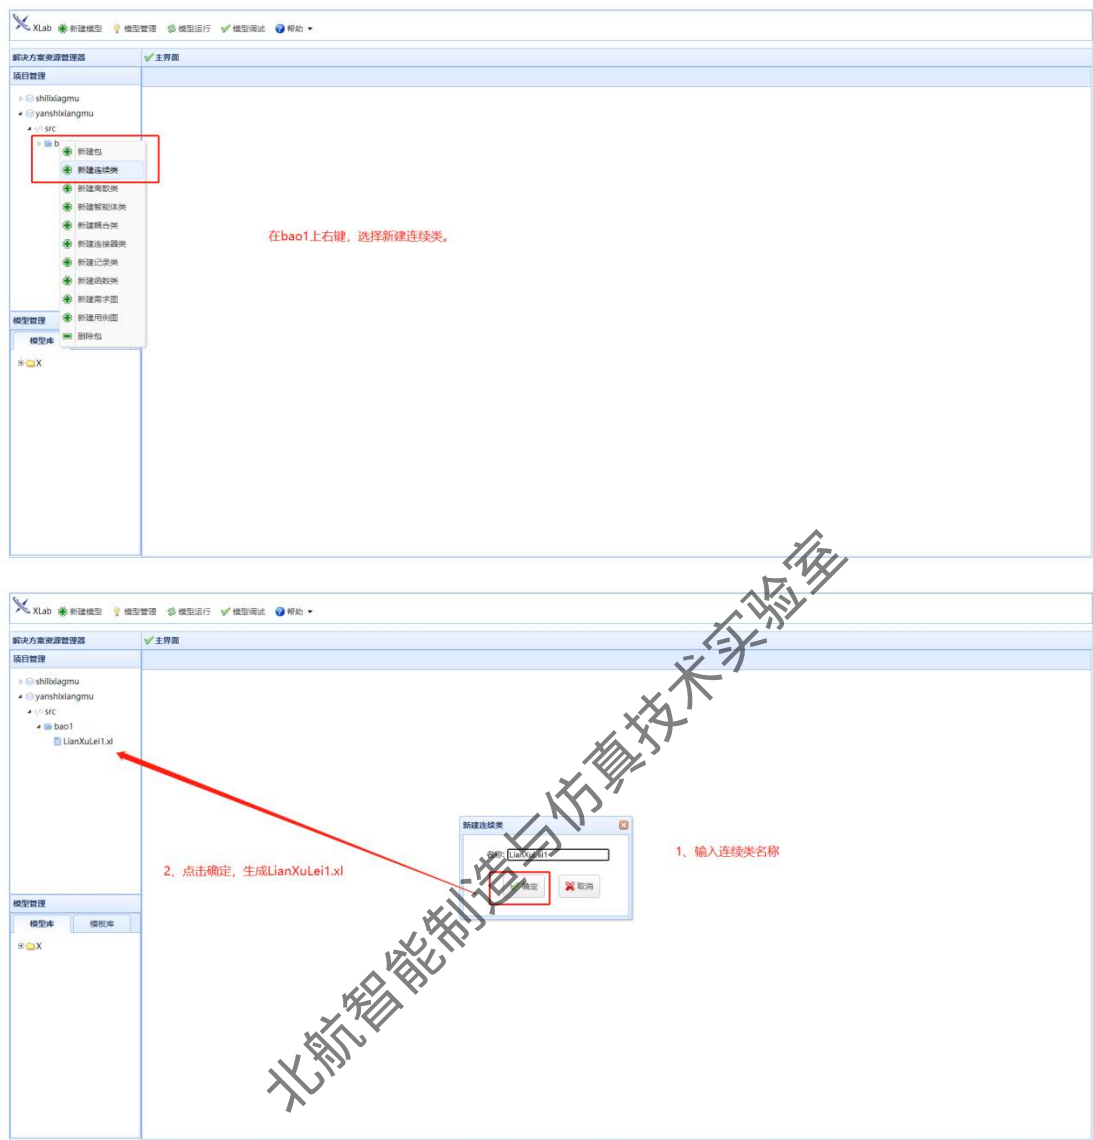 XLab 新建模型 模型管理 模型运行 模型调试 帮助
解决方案资源管理器 主界面
项目管理
shilixiagmu
yanshixiangmu
src
b
新建包
新建连续类
新建离散类
新建智能体类
新建耦合类
新建连接器类
新建记录类
新建函数类
新建需求图
新建用例图
删除包
在bao1上右键，选择新建连续类。
模型管理
模型库
X
XLab 新建模型 模型管理 模型运行 模型调试 帮助
解决方案资源管理器 主界面
项目管理
shilixiagmu
yanshixiangmu
src
bao1
LianXuLei1.xl
新建连续类
名称: LianXuLei1
1、输入连续类名称
2、点击确定，生成LianXuLei1.xl
确定 取消
模型管理
模型库 模板库
X
北航智能制造与仿真技术实验室